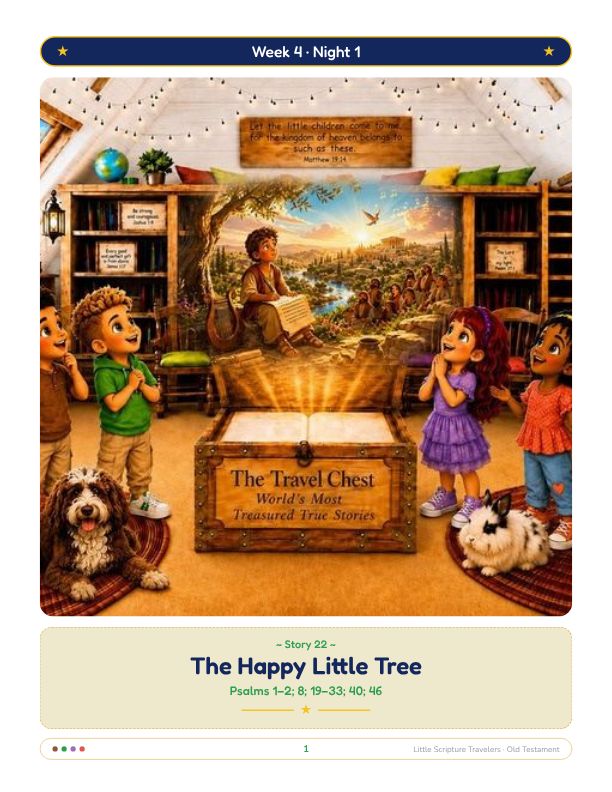 Week 4 · Night 1
Let the little children come to me,
for the kingdom of heaven belongs to
such as these.
Matthew 19:14
Be strong
and courageous.
Joshua 1:9
Every good
and perfect gift
is from above.
James 1:17
The Lord
is
my light.
Psalm 27:1
The Travel Chest
World's Most
Treasured True Stories
~ Story 22 ~
The Happy Little Tree
Psalms 1–2; 8; 19–33; 40; 46
1
Little Scripture Travelers · Old Testament